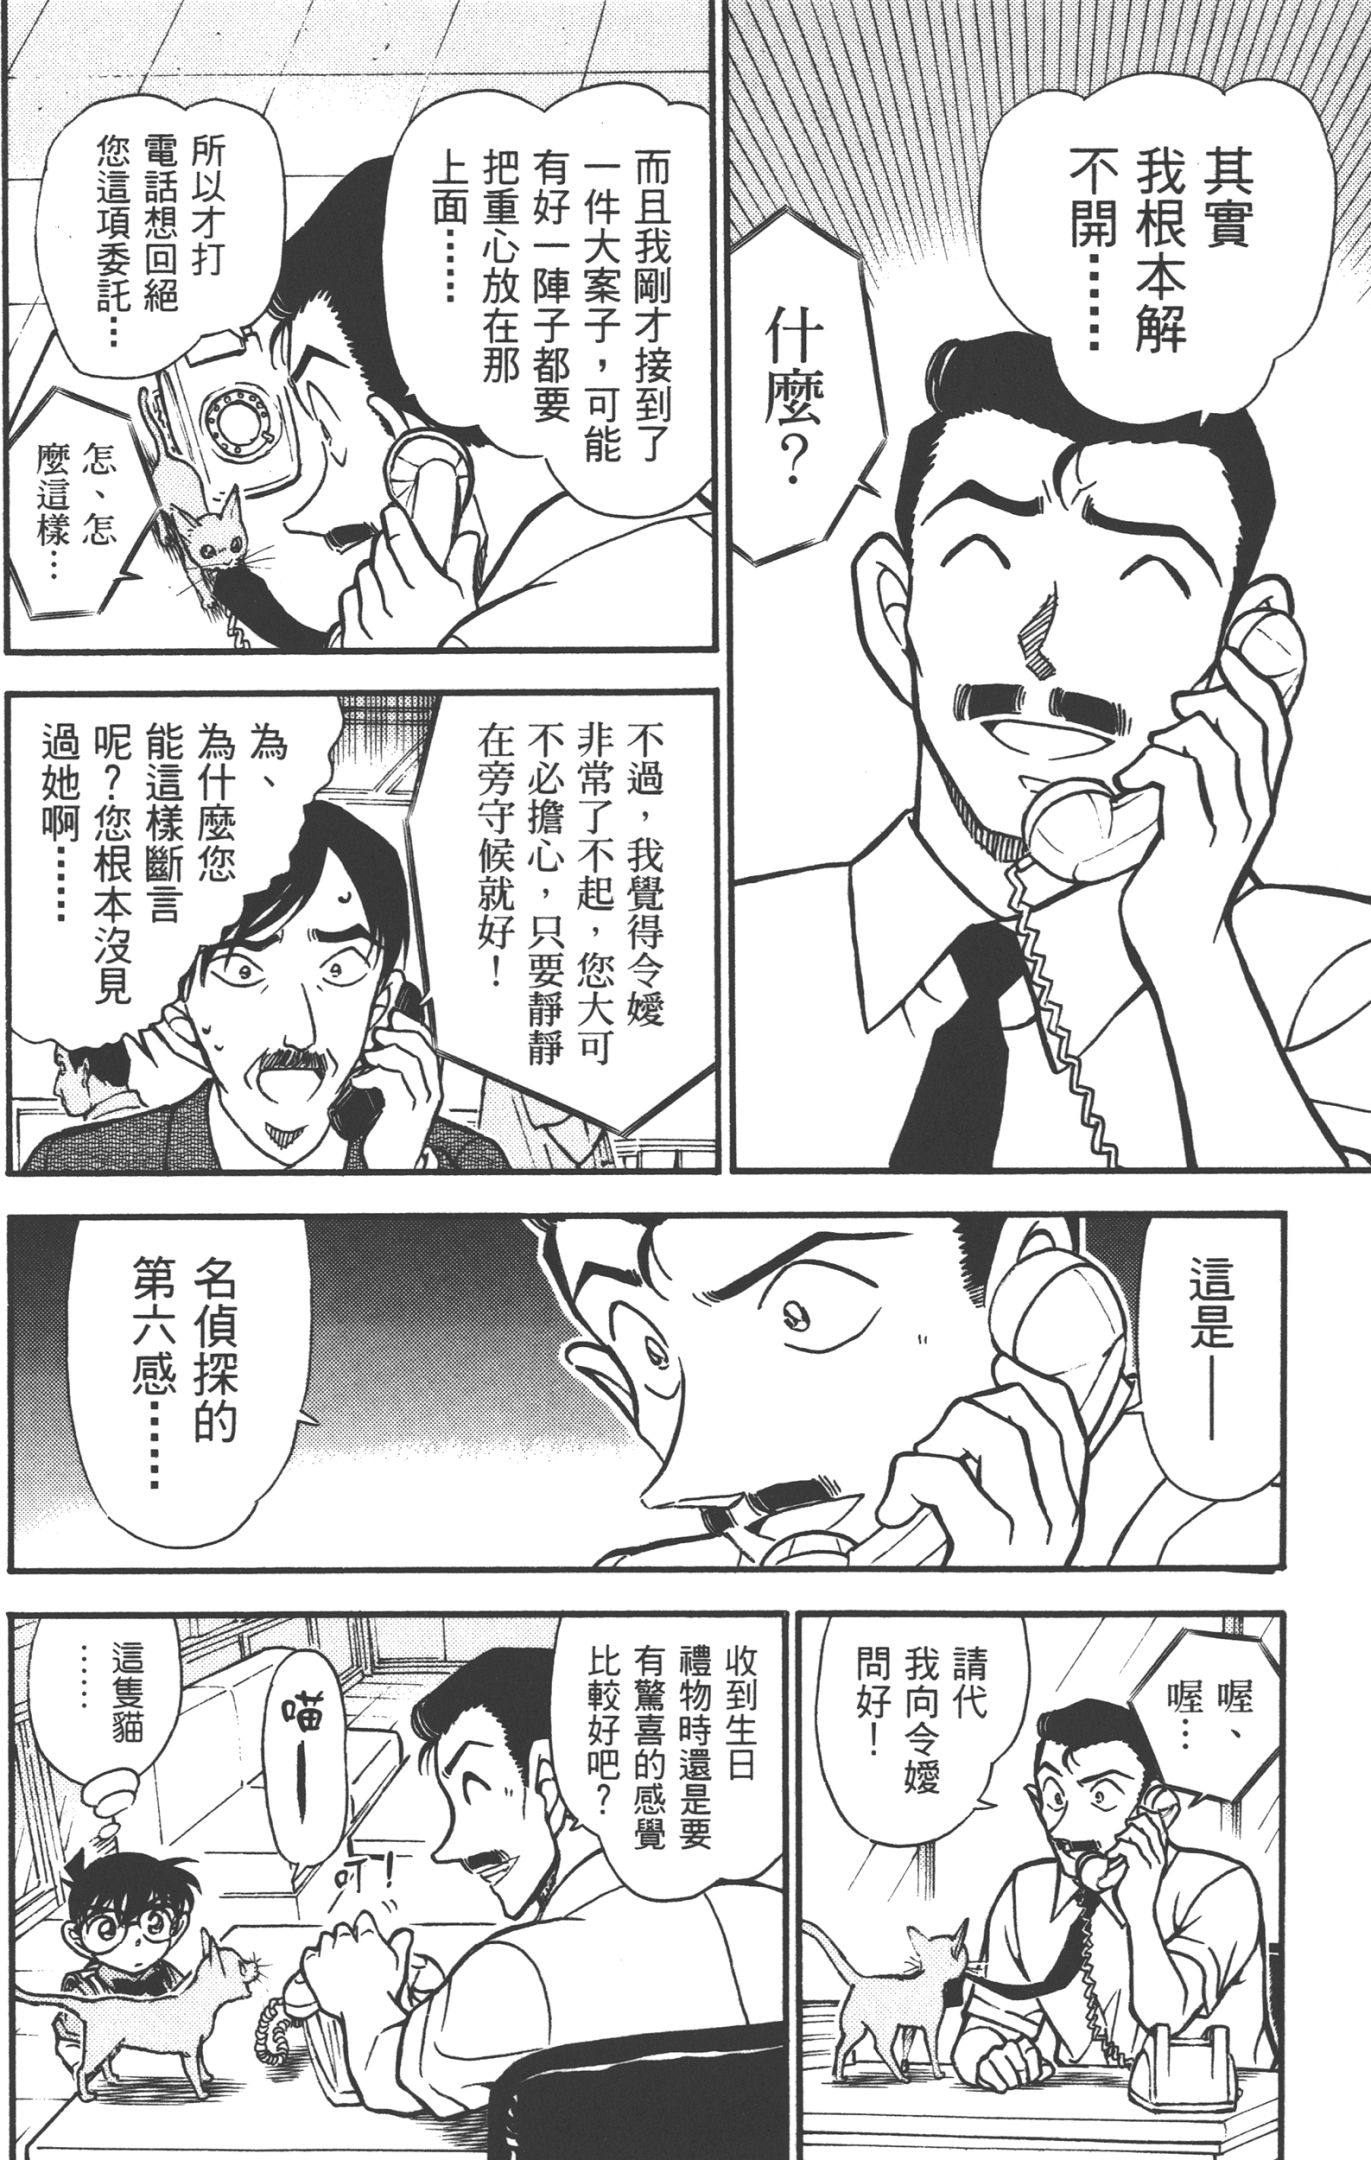 其實
我根本解
不開……
什麼？
而且我剛才接到了
一件大案子，可能
有好一陣子都要
把重心放在那
上面……
所以才打
電話想回絕
您這項委託…
怎、怎
麼這樣…
不過，我覺得令嬡
非常了不起，您大可
不必擔心，只要靜靜
在旁守候就好！
為、
為什麼您
能這樣斷言
呢？您根本沒見
過她啊……
這是——
名偵探的
第六感……
喔、
喔…
請代
我向令嬡
問好！
收到生日
禮物時還是要
有驚喜的感覺
比較好吧？
叮！
喵——
這隻貓
……